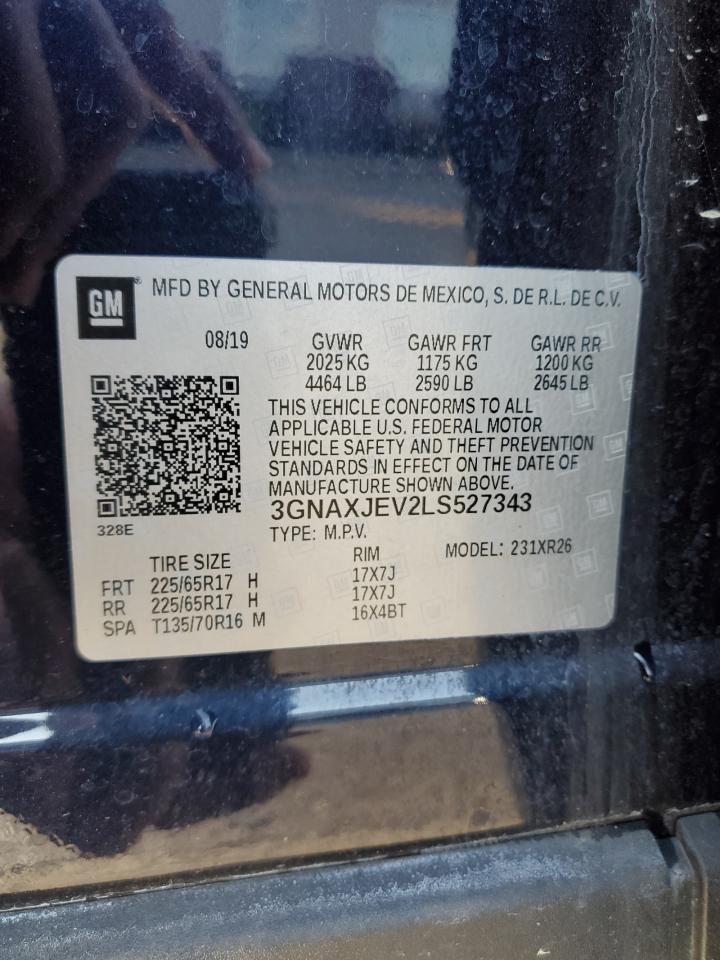 GM® MFD BY GENERAL MOTORS DE MEXICO, S. DE R.L. DE C.V.
08/19 GVWR GAWR FRT GAWR RR
2025 KG 1175 KG 1200 KG
4464 LB 2590 LB 2645 LB
THIS VEHICLE CONFORMS TO ALL
APPLICABLE U.S. FEDERAL MOTOR
VEHICLE SAFETY AND THEFT PREVENTION
STANDARDS IN EFFECT ON THE DATE OF
MANUFACTURE SHOWN ABOVE.
3GNAXJEV2LS527343
328E
TYPE: M.P.V. MODEL: 231XR26
TIRE SIZE RIM
FRT 225/65R17 H 17X7J
RR 225/65R17 H 17X7J
SPA T135/70R16 M 16X4BT